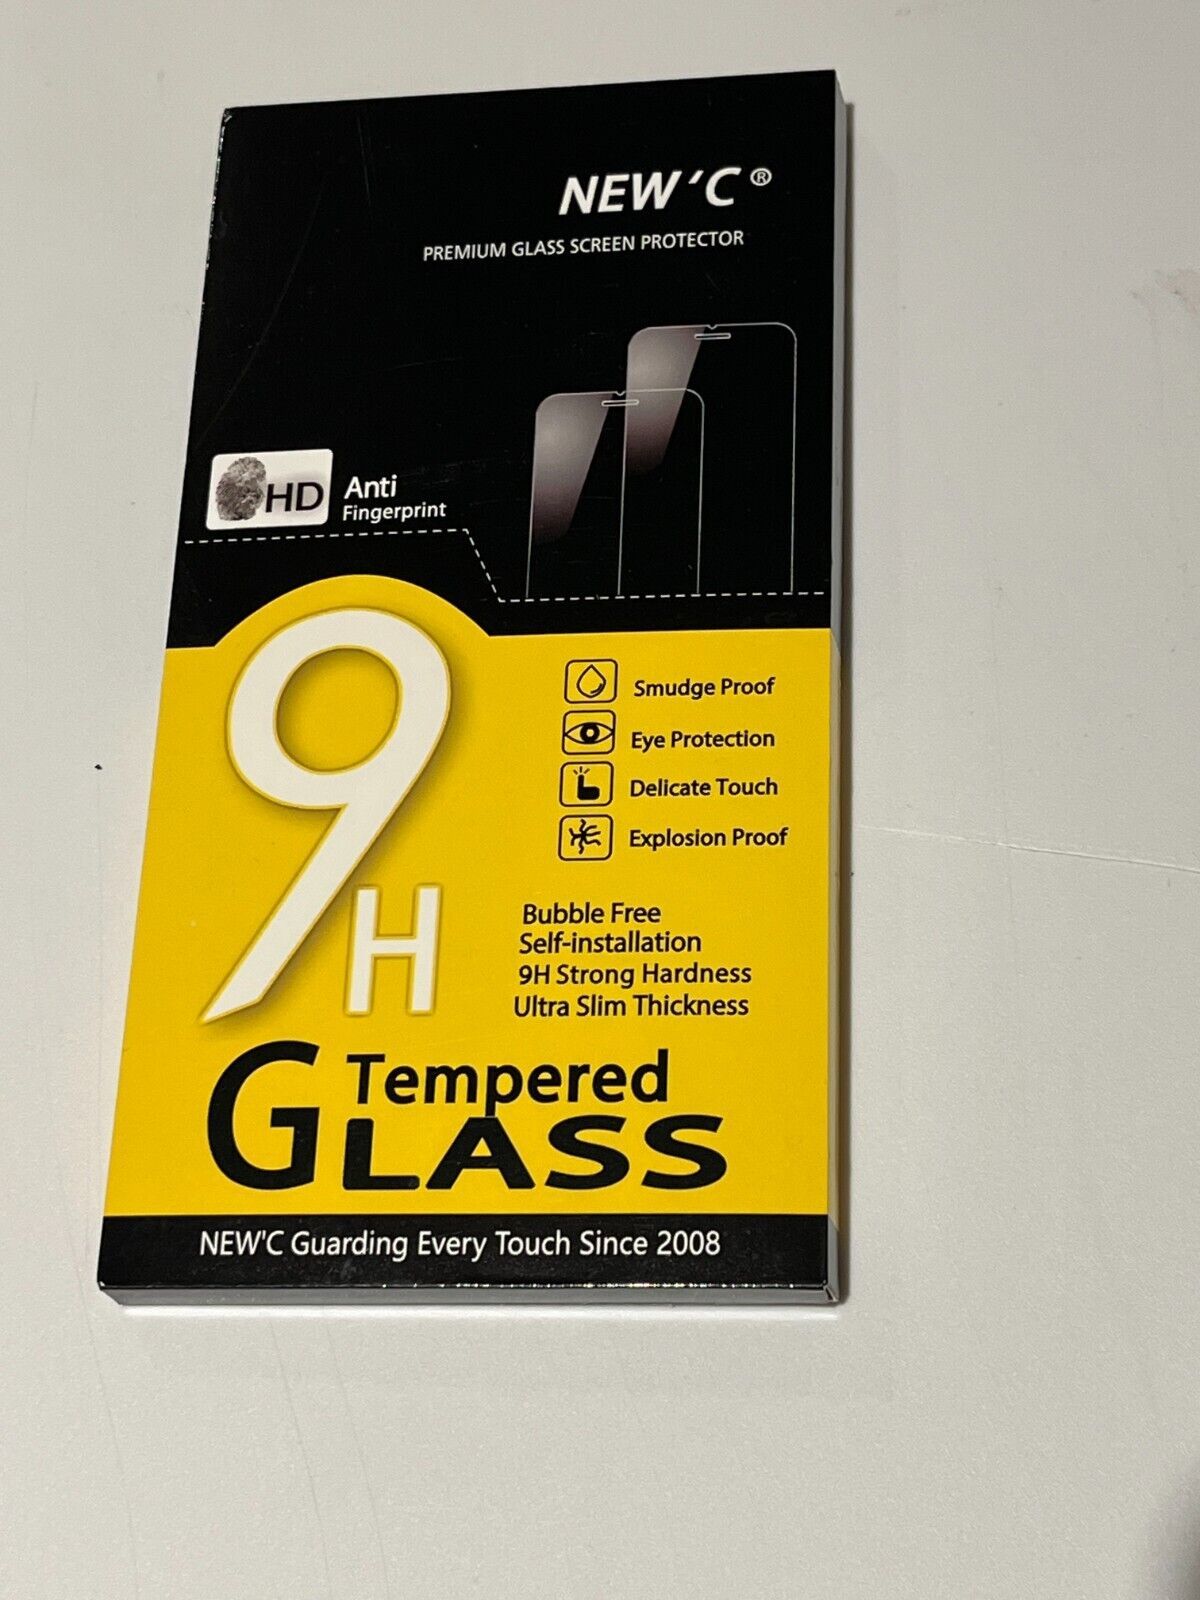 NEW'C®
PREMIUM GLASS SCREEN PROTECTOR
HD
Anti
Fingerprint
9H
Smudge Proof
Eye Protection
Delicate Touch
Explosion Proof
Bubble Free
Self-installation
9H Strong Hardness
Ultra Slim Thickness
Tempered
GLASS
NEW'C Guarding Every Touch Since 2008